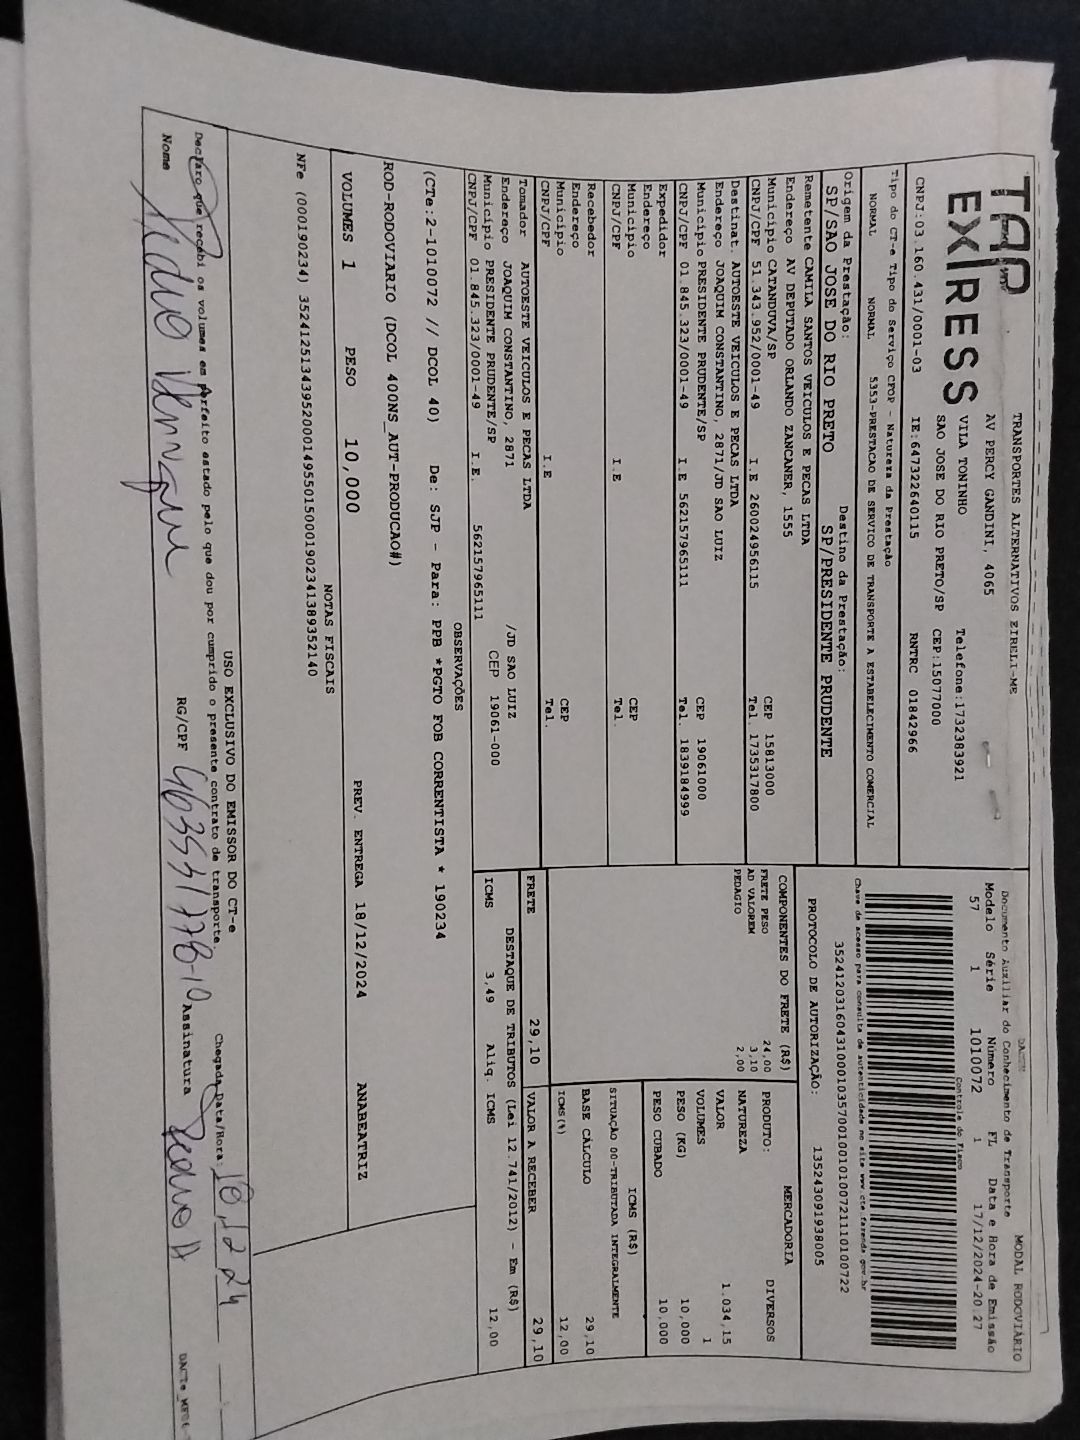 TAP EXPRESS
TRANSPORTES ALTERNATIVOS EIRELI-ME
AV PERCY GANDINI, 4065
VILA TONINHO Telefone:1732383921
SAO JOSE DO RIO PRETO/SP CEP:15077000
CNPJ:03.160.431/0001-03 IE:647322640115 RNTRC 01842966
Tipo do CT-e Tipo do Serviço CFOP - Natureza da Prestação
NORMAL NORMAL 5353-PRESTACAO DE SERVICO DE TRANSPORTE A ESTABELECIMENTO COMERCIAL
Origem da Prestação: Destino da Prestação:
SP/SAO JOSE DO RIO PRETO SP/PRESIDENTE PRUDENTE
Remetente CAMILA SANTOS VEICULOS E PECAS LTDA
Endereço AV DEPUTADO ORLANDO ZANCANER, 1555
Município CATANDUVA/SP CEP 15813000
CNPJ/CPF 51.343.952/0001-49 I.E 260024956115 Tel. 1735317800
Destinat. AUTOESTE VEICULOS E PECAS LTDA
Endereço JOAQUIM CONSTANTINO, 2871/JD SAO LUIZ
Município PRESIDENTE PRUDENTE/SP CEP 19061000
CNPJ/CPF 01.845.323/0001-49 I.E 562157965111 Tel. 1839184999
Expedidor
Endereço
Município CEP
CNPJ/CPF I.E Tel.
Recebedor
Endereço
Município CEP
CNPJ/CPF I.E Tel.
Tomador AUTOESTE VEICULOS E PECAS LTDA
Endereço JOAQUIM CONSTANTINO, 2871 /JD SAO LUIZ
Município PRESIDENTE PRUDENTE/SP CEP 19061-000
CNPJ/CPF 01.845.323/0001-49 I.E. 562157965111
DACTE MODAL RODOVIÁRIO
Documento Auxiliar do Conhecimento de Transporte
Modelo Série Número FL Data e Hora de Emissão
57 1 1010072 1 17/12/2024-20.27
Controle do Fisco
Chave de acesso para consulta de autenticidade no site www.cte.fazenda.gov.br
35241203160431000103570010010100721110100722
PROTOCOLO DE AUTORIZAÇÃO: 135243091938005
COMPONENTES DO FRETE (R$)
FRETE PESO 24,00
AD VALOREM 3,10
PEDAGIO 2,00
MERCADORIA
PRODUTO: DIVERSOS
NATUREZA
VALOR 1.034,15
VOLUMES 1
PESO (KG) 10,000
PESO CUBADO 10,000
ICMS (R$)
SITUAÇÃO 00-TRIBUTADA INTEGRALMENTE
BASE CÁLCULO 29,10
ICMS(%) 12,00
FRETE 29,10 VALOR A RECEBER 29,10
DESTAQUE DE TRIBUTOS (Lei 12.741/2012) - Em (R$)
ICMS 3,49 Aliq. ICMS 12,00
OBSERVAÇÕES
(CTe:2-1010072 // DCOL 40) De: SJP - Para: PPB *PGTO FOB CORRENTISTA * 190234
ROD-RODOVIARIO (DCOL 400NS_AUT-PRODUCAO#)
VOLUMES 1 PESO 10,000 PREV. ENTREGA 18/12/2024 ANABEATRIZ
NOTAS FISCAIS
NFe (000190234) 35241251343952000149550150001902341389352140
USO EXCLUSIVO DO EMISSOR DO CT-e
Declaro que recebi os volumes em perfeito estado pelo que dou por cumprido o presente contrato de transporte. Chegada Data/Hora: 18,12 24
Nome Pedro RG/CPF Assinatura Pedro H